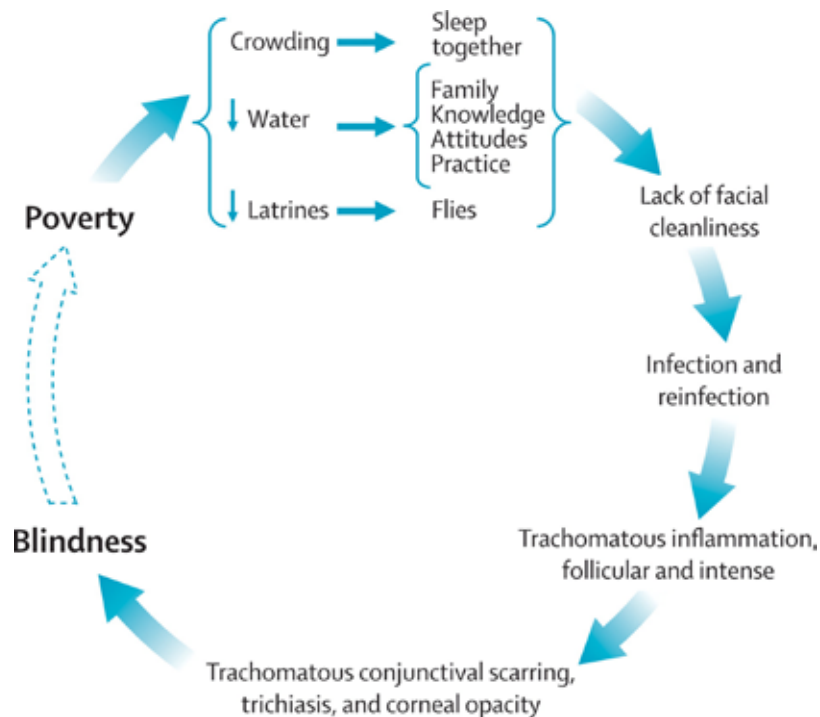 Crowding
Sleep
together
↓ Water
Family
Knowledge
Attitudes
Practice
↓ Latrines
Flies
Lack of facial
cleanliness
Infection and
reinfection
Trachomatous inflammation,
follicular and intense
Trachomatous conjunctival scarring,
trichiasis, and corneal opacity
Blindness
Poverty